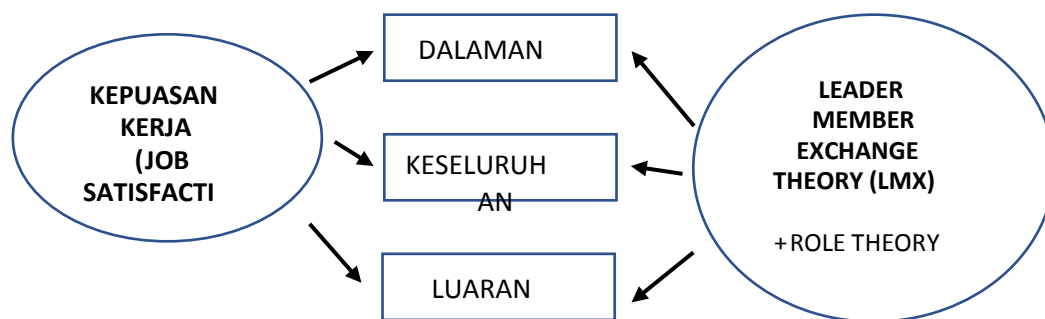 KEPUASAN
KERJA
(JOB
SATISFACTI
DALAMAN
KESELURUH
AN
LUARAN
LEADER
MEMBER
EXCHANGE
THEORY (LMX)
+ROLE THEORY